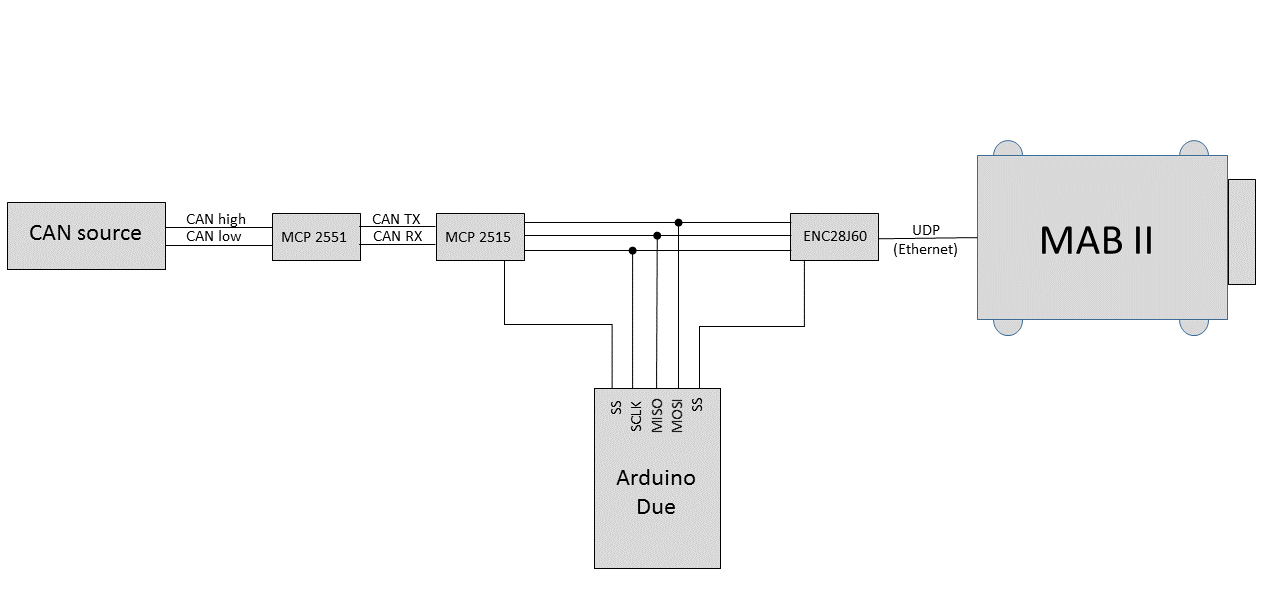 CAN source
CAN high
CAN low
MCP 2551
CAN TX
CAN RX
MCP 2515
ENC28J60
UDP
(Ethernet)
MAB II
SS
SCLK
MISO
MOSI
SS
Arduino
Due